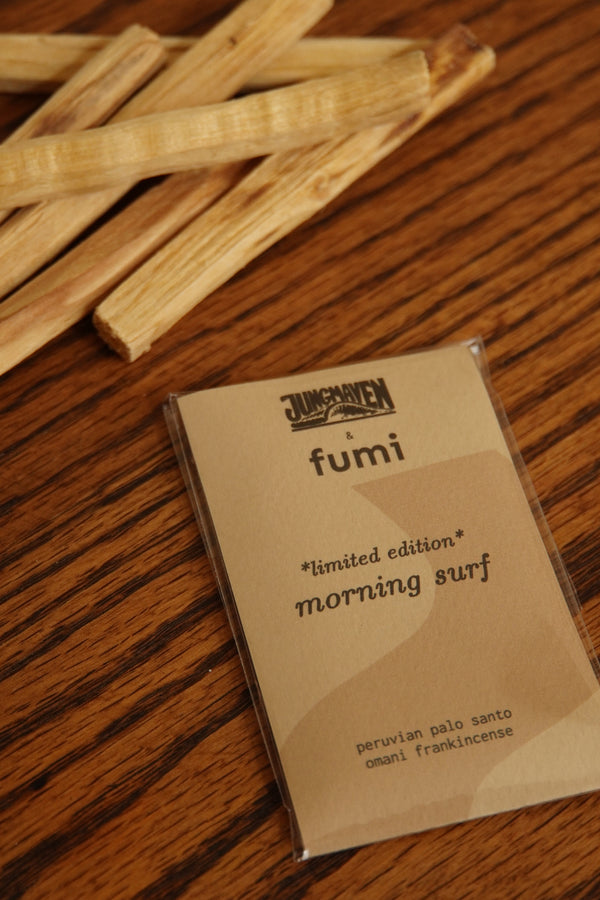 JUNGMAVEN
&
fumi
*limited edition*
morning surf
peruvian palo santo
omani frankincense